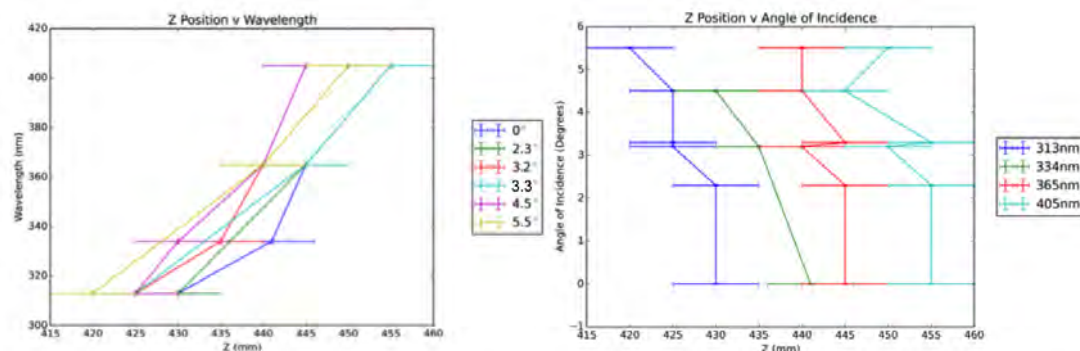 Z Position v Wavelength
420
400
380
360
340
320
300
Wavelength (nm)
415 420 425 430 435 440 445 450 455 460
Z (mm)
0°
2.3°
3.2°
3.3°
4.5°
5.5°
Z Position v Angle of Incidence
6
5
4
3
2
1
0
−1
Angle of Incidence (Degrees)
415 420 425 430 435 440 445 450 455 460
Z (mm)
313nm
334nm
365nm
405nm